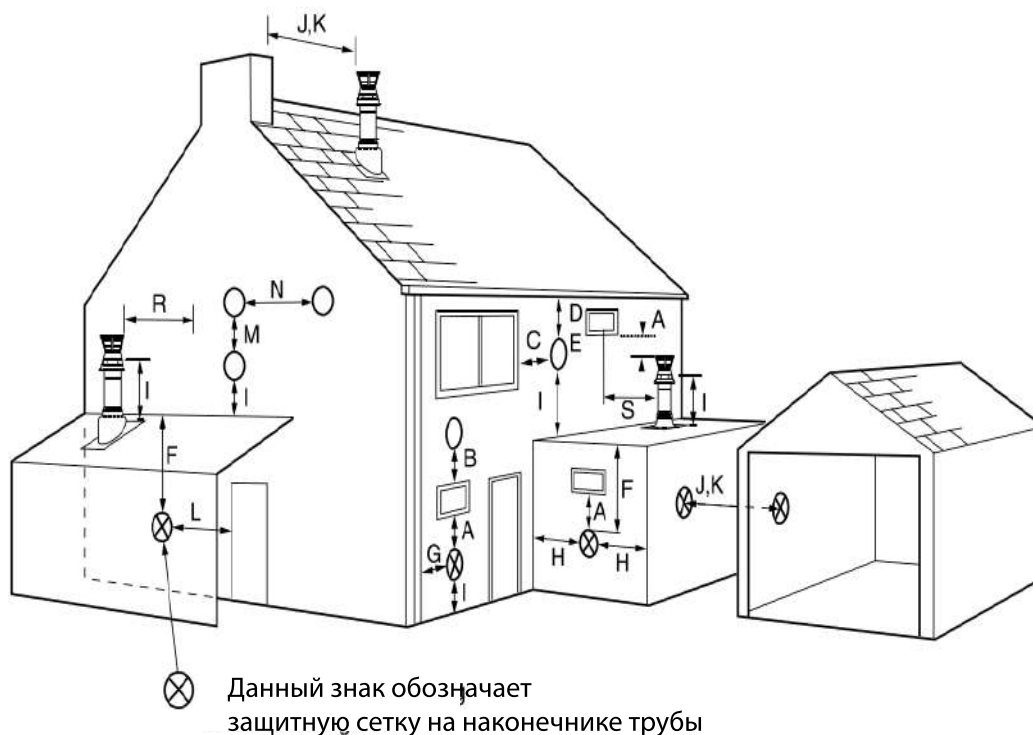 J,K
R
N
M
I
I
F
L
D
A
C
E
I
S
I
B
F
A
A
G
H
H
I
J,K
Данный знак обозначает
защитную сетку на наконечнике трубы